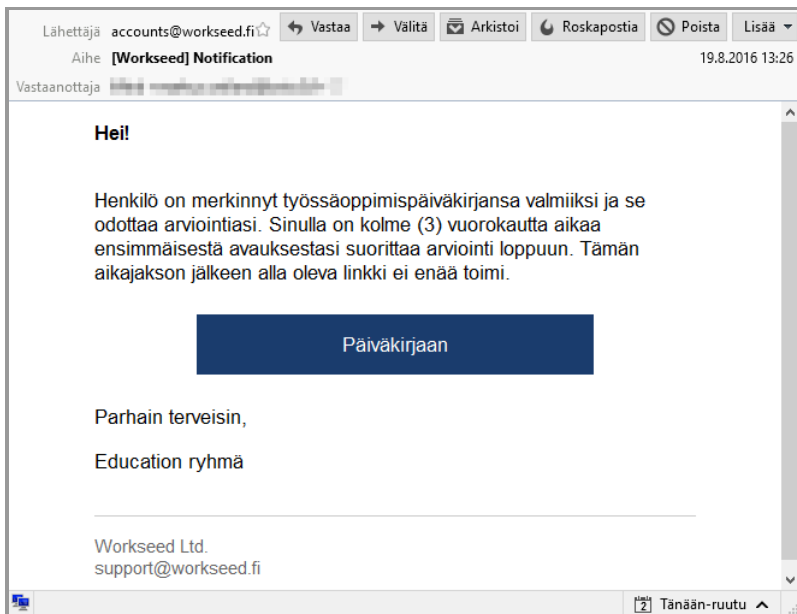 Lähettäjä accounts@workseed.fi Vastaa Välitä Arkistoi Roskapostia Poista Lisää
Aihe [Workseed] Notification 19.8.2016 13:26
Vastaanottaja
Hei!
Henkilö on merkinnyt työssäoppimispäiväkirjansa valmiiksi ja se
odottaa arviointiasi. Sinulla on kolme (3) vuorokautta aikaa
ensimmäisestä avauksestasi suorittaa arviointi loppuun. Tämän
aikajakson jälkeen alla oleva linkki ei enää toimi.
Päiväkirjaan
Parhain terveisin,
Education ryhmä
Workseed Ltd.
support@workseed.fi
2 Tänään-ruutu